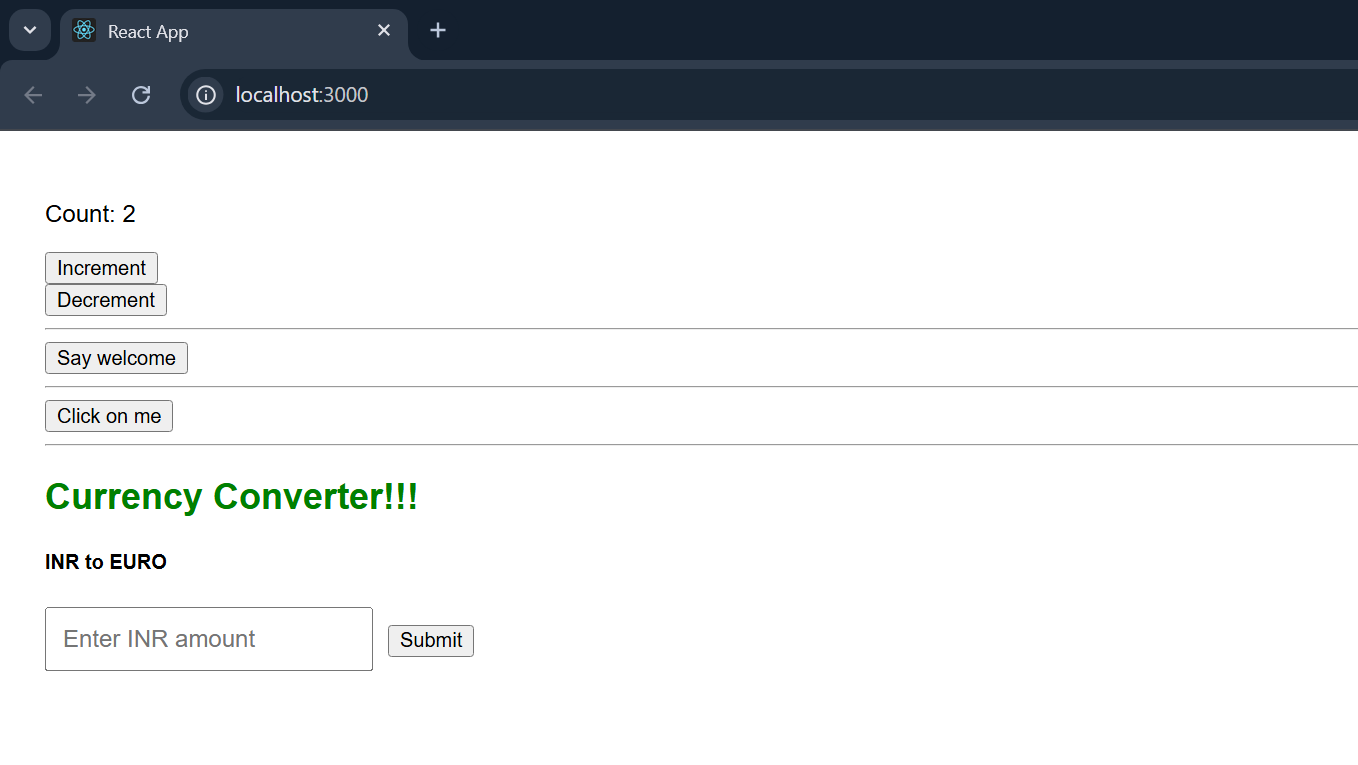 React App
localhost:3000
Count: 2
Increment
Decrement
Say welcome
Click on me
Currency Converter!!!
INR to EURO
Enter INR amount Submit